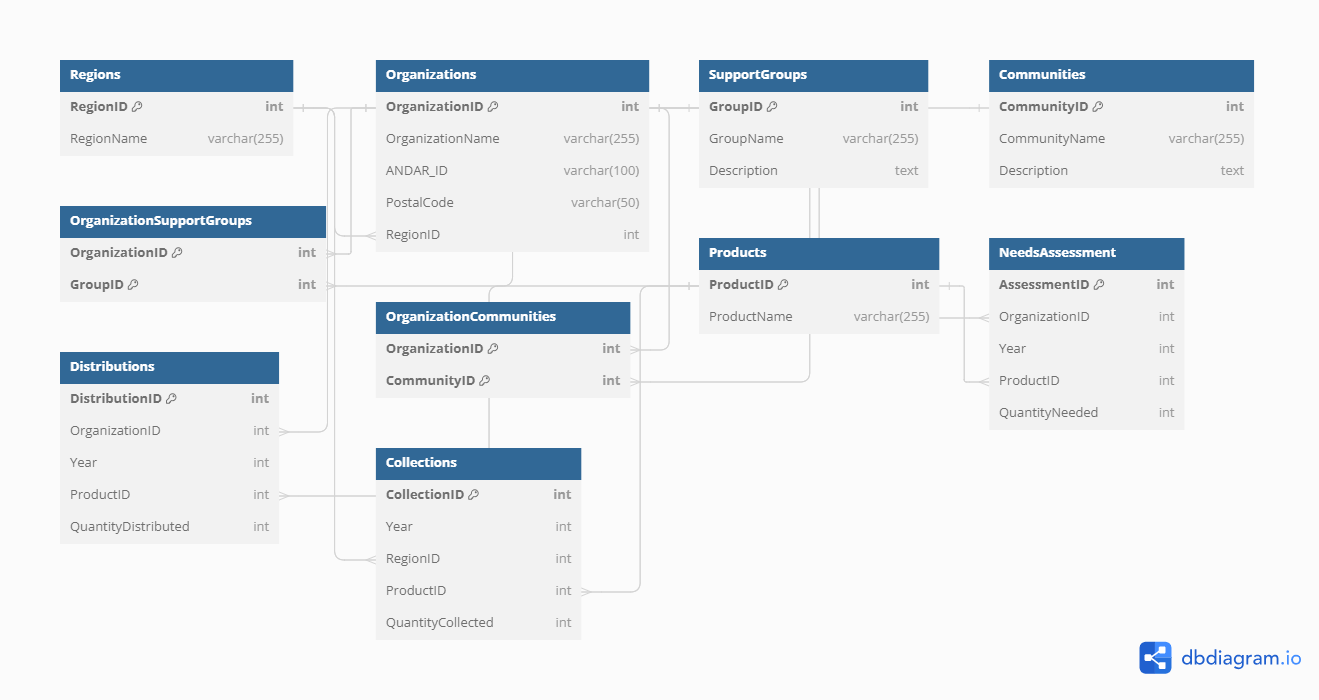 Regions
RegionID int
RegionName varchar(255)
Organizations
OrganizationID int
OrganizationName varchar(255)
ANDAR_ID varchar(100)
PostalCode varchar(50)
RegionID int
SupportGroups
GroupID int
GroupName varchar(255)
Description text
Communities
CommunityID int
CommunityName varchar(255)
Description text
OrganizationSupportGroups
OrganizationID int
GroupID int
Products
ProductID int
ProductName varchar(255)
NeedsAssessment
AssessmentID int
OrganizationID int
Year int
ProductID int
QuantityNeeded int
OrganizationCommunities
OrganizationID int
CommunityID int
Distributions
DistributionID int
OrganizationID int
Year int
ProductID int
QuantityDistributed int
Collections
CollectionID int
Year int
RegionID int
ProductID int
QuantityCollected int
dbdiagram.io